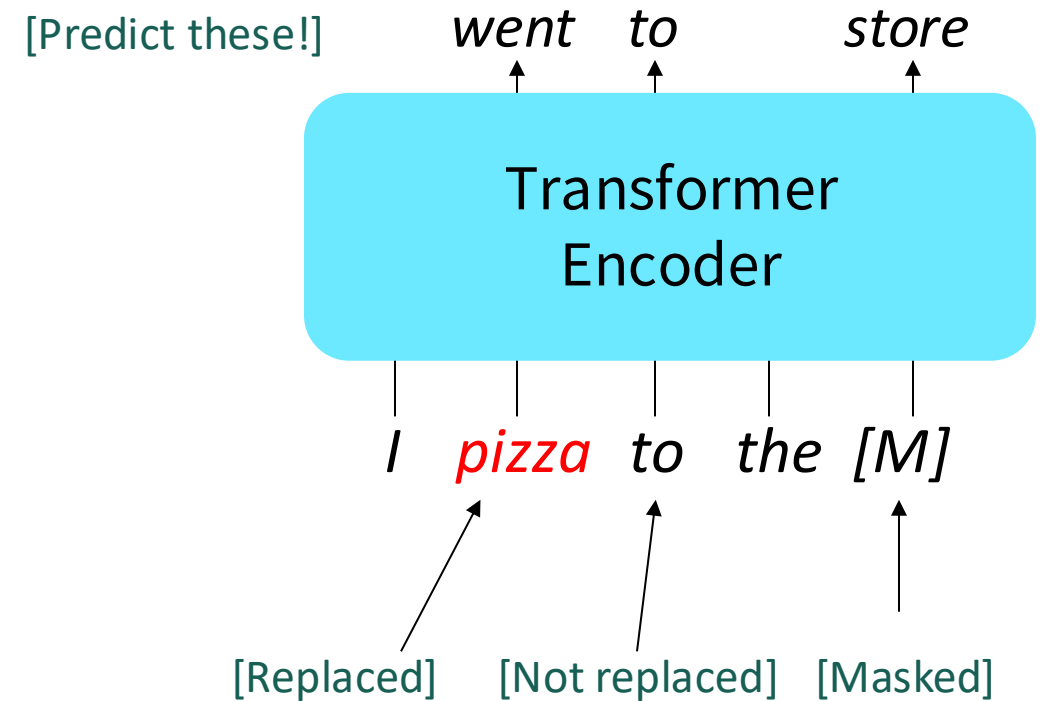 [Predict these!] went to store
Transformer
Encoder
I pizza to the [M]
[Replaced] [Not replaced] [Masked]